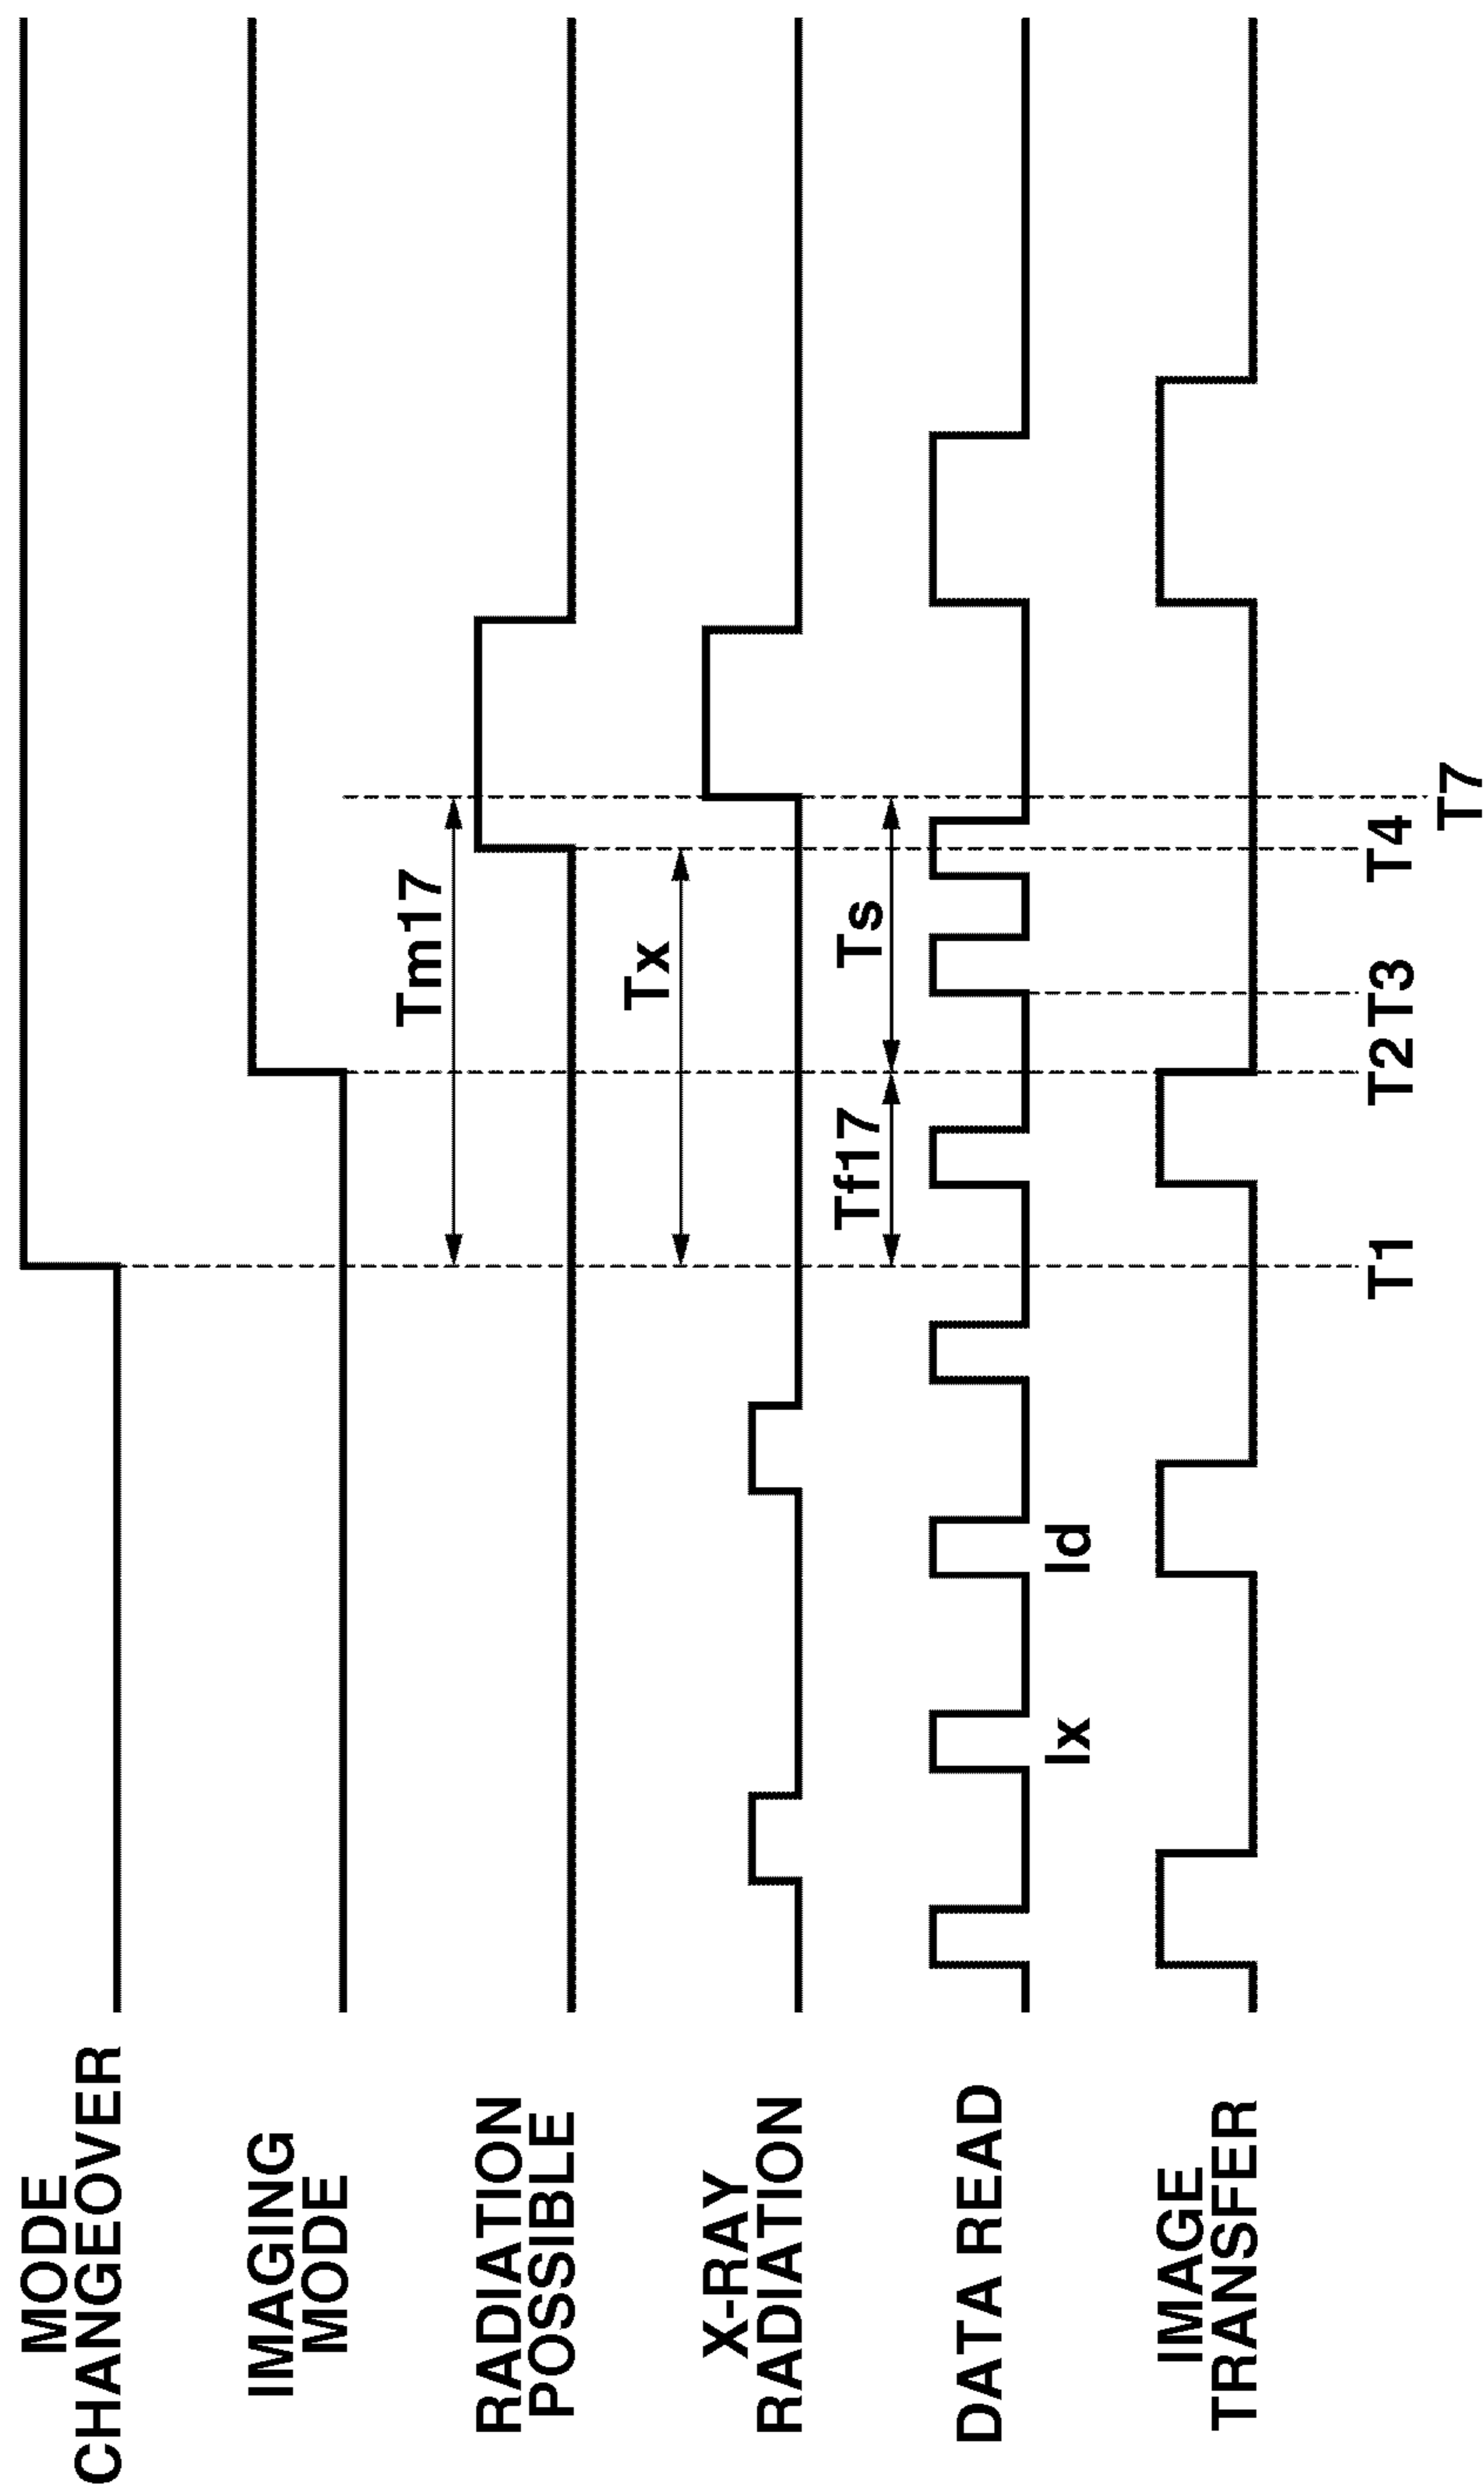 MODE
CHANGEOVER
IMAGING
MODE
Tm17
RADIATION
POSSIBLE
Tx
X-RAY
RADIATION
Tf17
Ts
DATA READ
Ix
Id
IMAGE
TRANSFER
T1
T2
T3
T4
T7